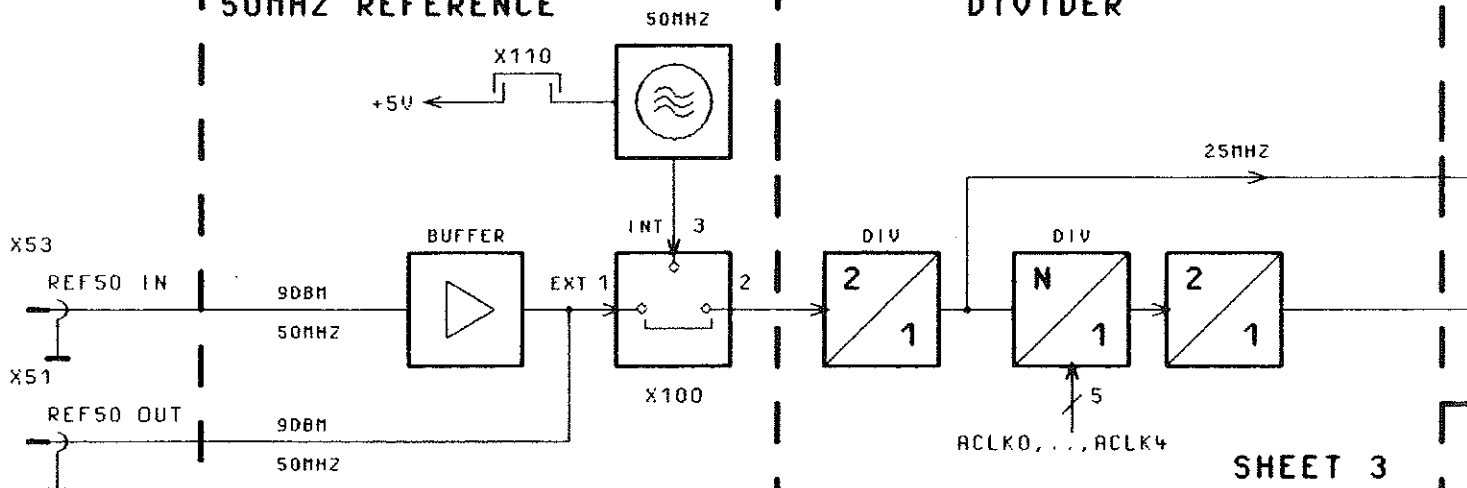 50MHZ REFERENCE
DIVIDER
50MHZ
X110
+5V
25MHZ
INT 3
BUFFER
DIV
DIV
X53
REF50 IN
9DBM
50MHZ
EXT 1
2
2
1
N
1
2
1
X51
X100
5
REF50 OUT
9DBM
50MHZ
ACLK0,..,ACLK4
SHEET 3